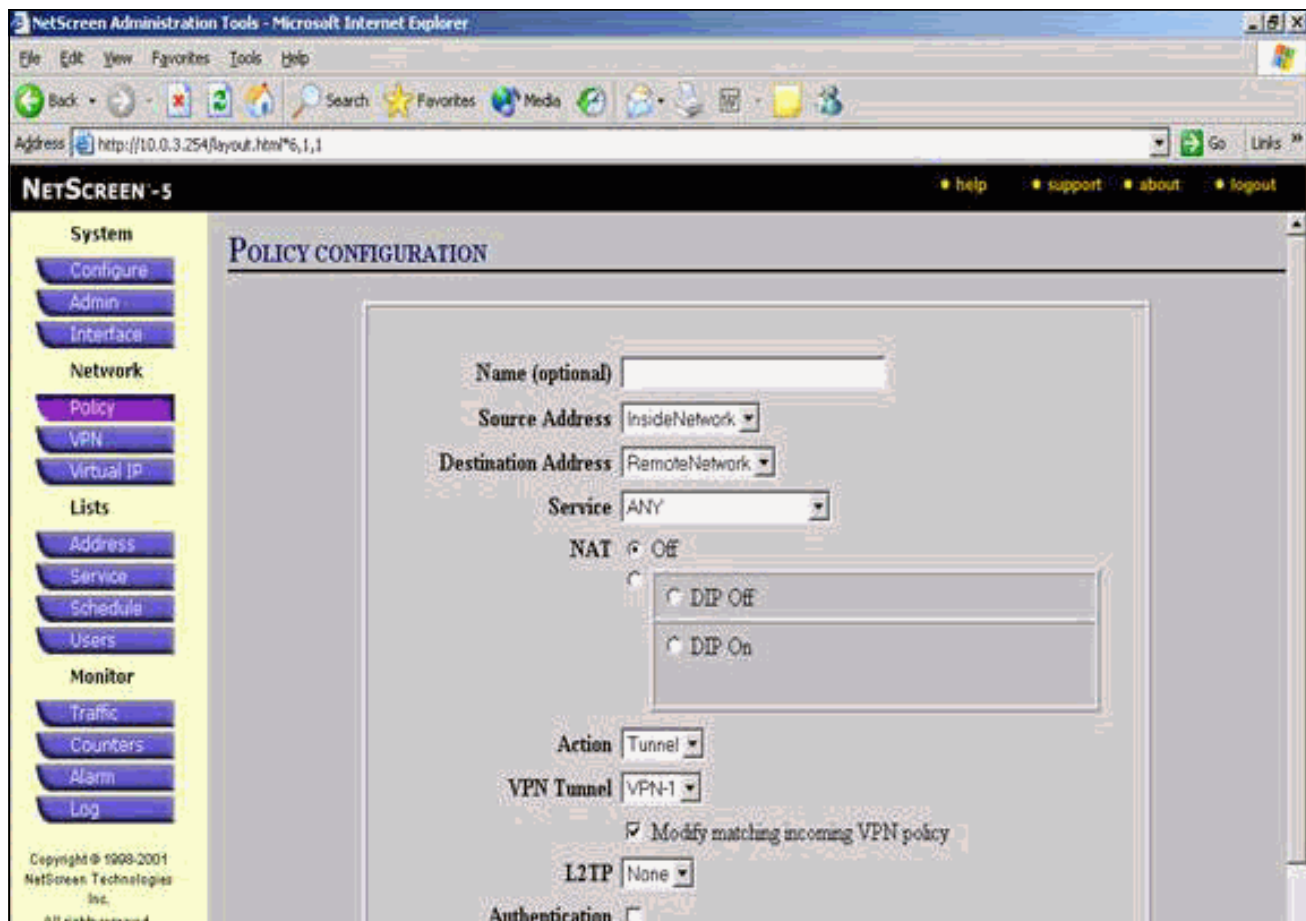 NetScreen Administration Tools - Microsoft Internet Explorer
File Edit View Favorites Tools Help
Back Search Favorites Media
Address http://10.0.3.254/layout.html*6,1,1 Go Links »
NETSCREEN-5 help support about logout
System
Configure
Admin
Interface
Network
Policy
VPN
Virtual IP
Lists
Address
Service
Schedule
Users
Monitor
Traffic
Counters
Alarm
Log
Copyright © 1998-2001
NetScreen Technologies
Inc.
All rights reserved
POLICY CONFIGURATION
Name (optional)
Source Address InsideNetwork
Destination Address RemoteNetwork
Service ANY
NAT Off
DIP Off
DIP On
Action Tunnel
VPN Tunnel VPN-1
Modify matching incoming VPN policy
L2TP None
Authentication